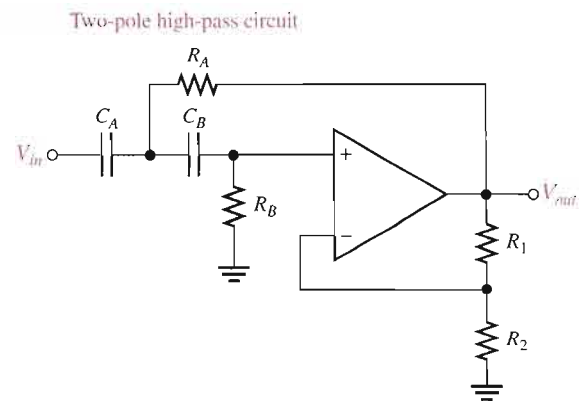 Two-pole high-pass circuit
R_A
C_A
C_B
V_in
+
R_B
V_out
−
R_1
R_2